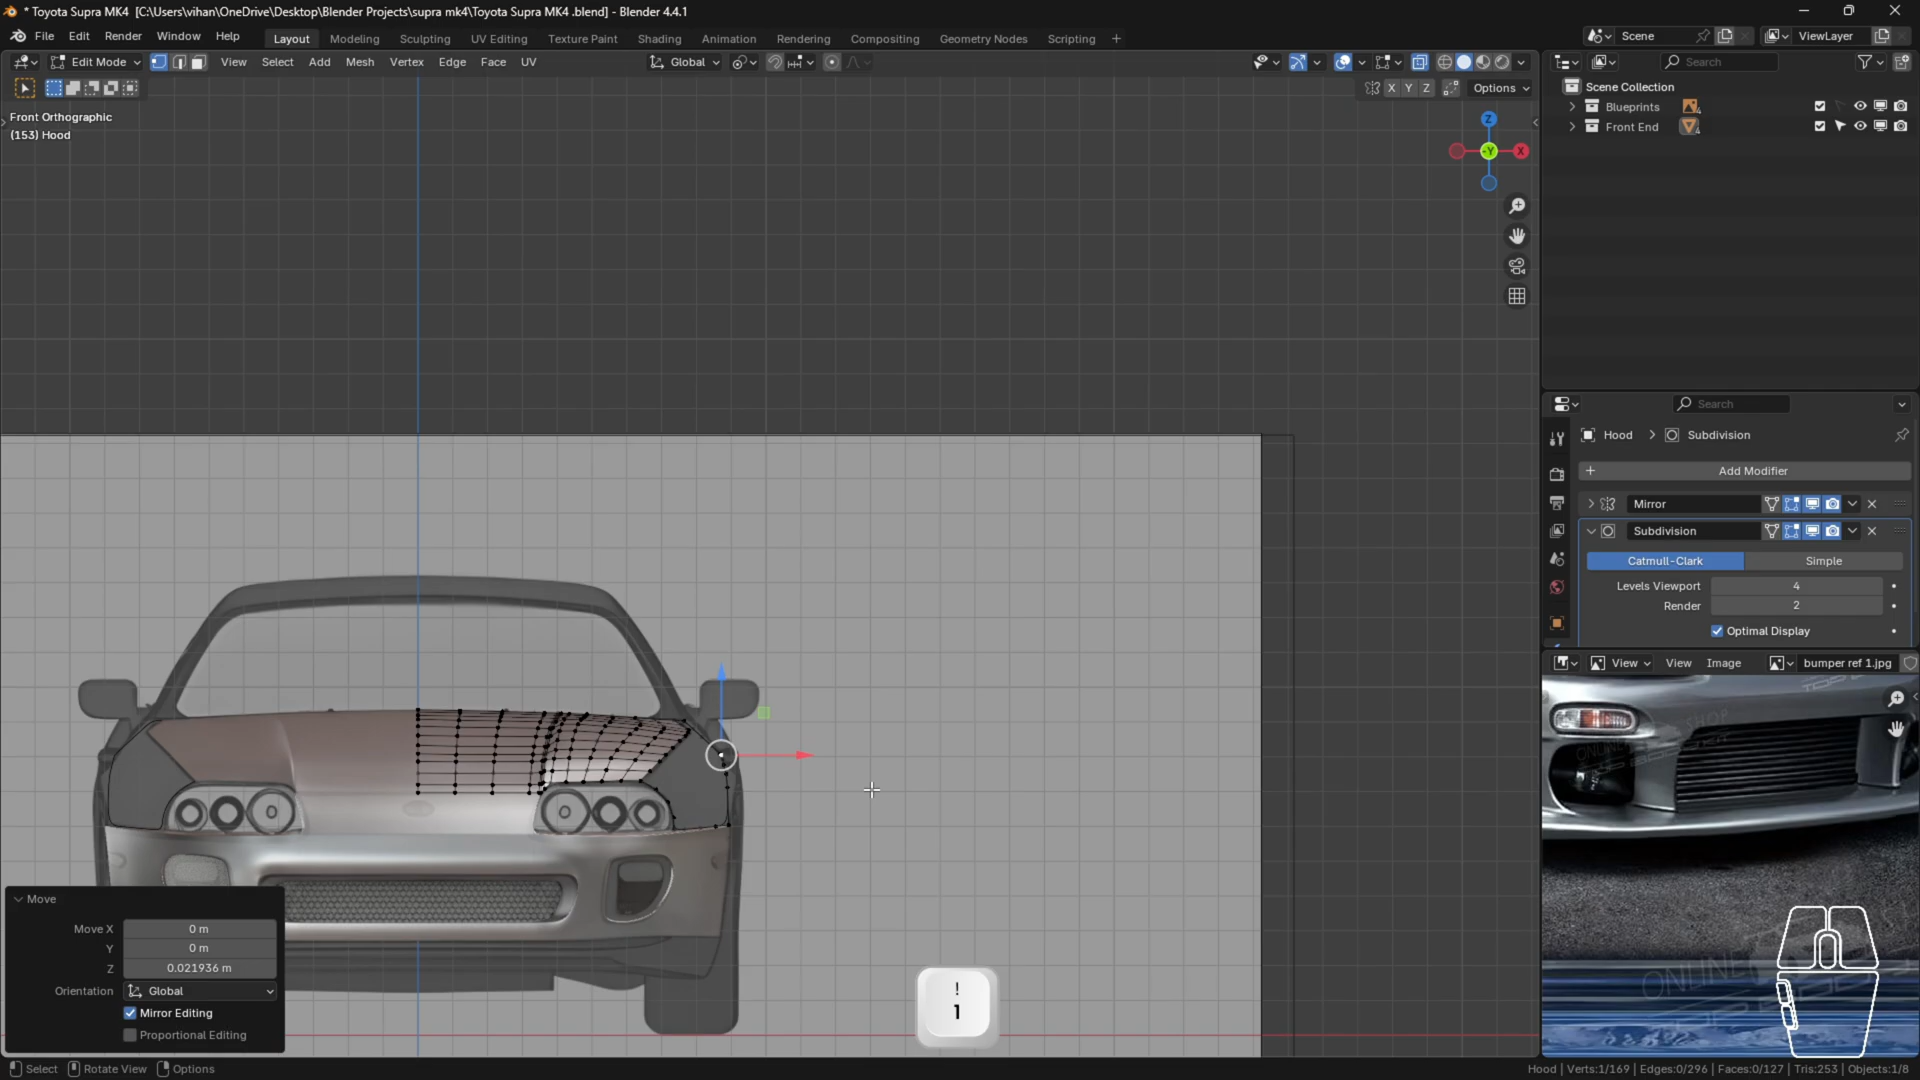 * Toyota Supra MK4 [C:\Users\vihan\OneDrive\Desktop\Blender Projects\supra mk4\Toyota Supra MK4 .blend] - Blender 4.4.1
File Edit Render Window Help
Layout Modeling Sculpting UV Editing Texture Paint Shading Animation Rendering Compositing Geometry Nodes Scripting +
Scene
ViewLayer
Edit Mode View Select Add Mesh Vertex Edge Face UV
Global
X Y Z Options
Front Orthographic
(153) Hood
Z
-Y
X
Search
Scene Collection
Blueprints 4
Front End 4
Search
Hood > Subdivision
+ Add Modifier
Mirror
Subdivision
Catmull-Clark Simple
Levels Viewport 4
Render 2
Optimal Display
View View Image bumper ref 1.jpg
Move
Move X 0 m
Y 0 m
Z 0.021936 m
Orientation Global
Mirror Editing
Proportional Editing
!
1
Select Rotate View Options
Hood | Verts:1/169 | Edges:0/296 | Faces:0/127 | Tris:253 | Objects:1/8